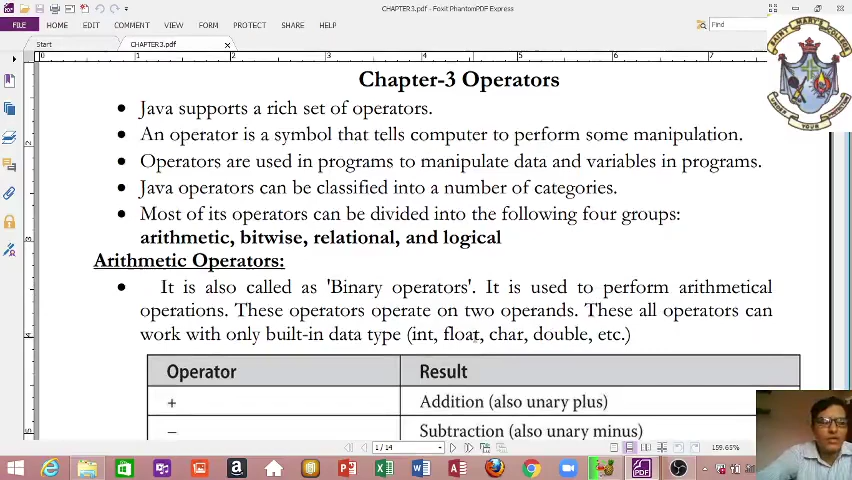 CHAPTER3.pdf - Foxit PhantomPDF Express
FILE HOME EDIT COMMENT VIEW FORM PROTECT SHARE HELP Find
Start CHAPTER3.pdf
Chapter-3 Operators
• Java supports a rich set of operators.
• An operator is a symbol that tells computer to perform some manipulation.
• Operators are used in programs to manipulate data and variables in programs.
• Java operators can be classified into a number of categories.
• Most of its operators can be divided into the following four groups:
arithmetic, bitwise, relational, and logical
Arithmetic Operators:
• It is also called as 'Binary operators'. It is used to perform arithmetical
operations. These operators operate on two operands. These all operators can
work with only built-in data type (int, float, char, double, etc.)
Operator Result
+ Addition (also unary plus)
− Subtraction (also unary minus)
1 / 14 159.65%